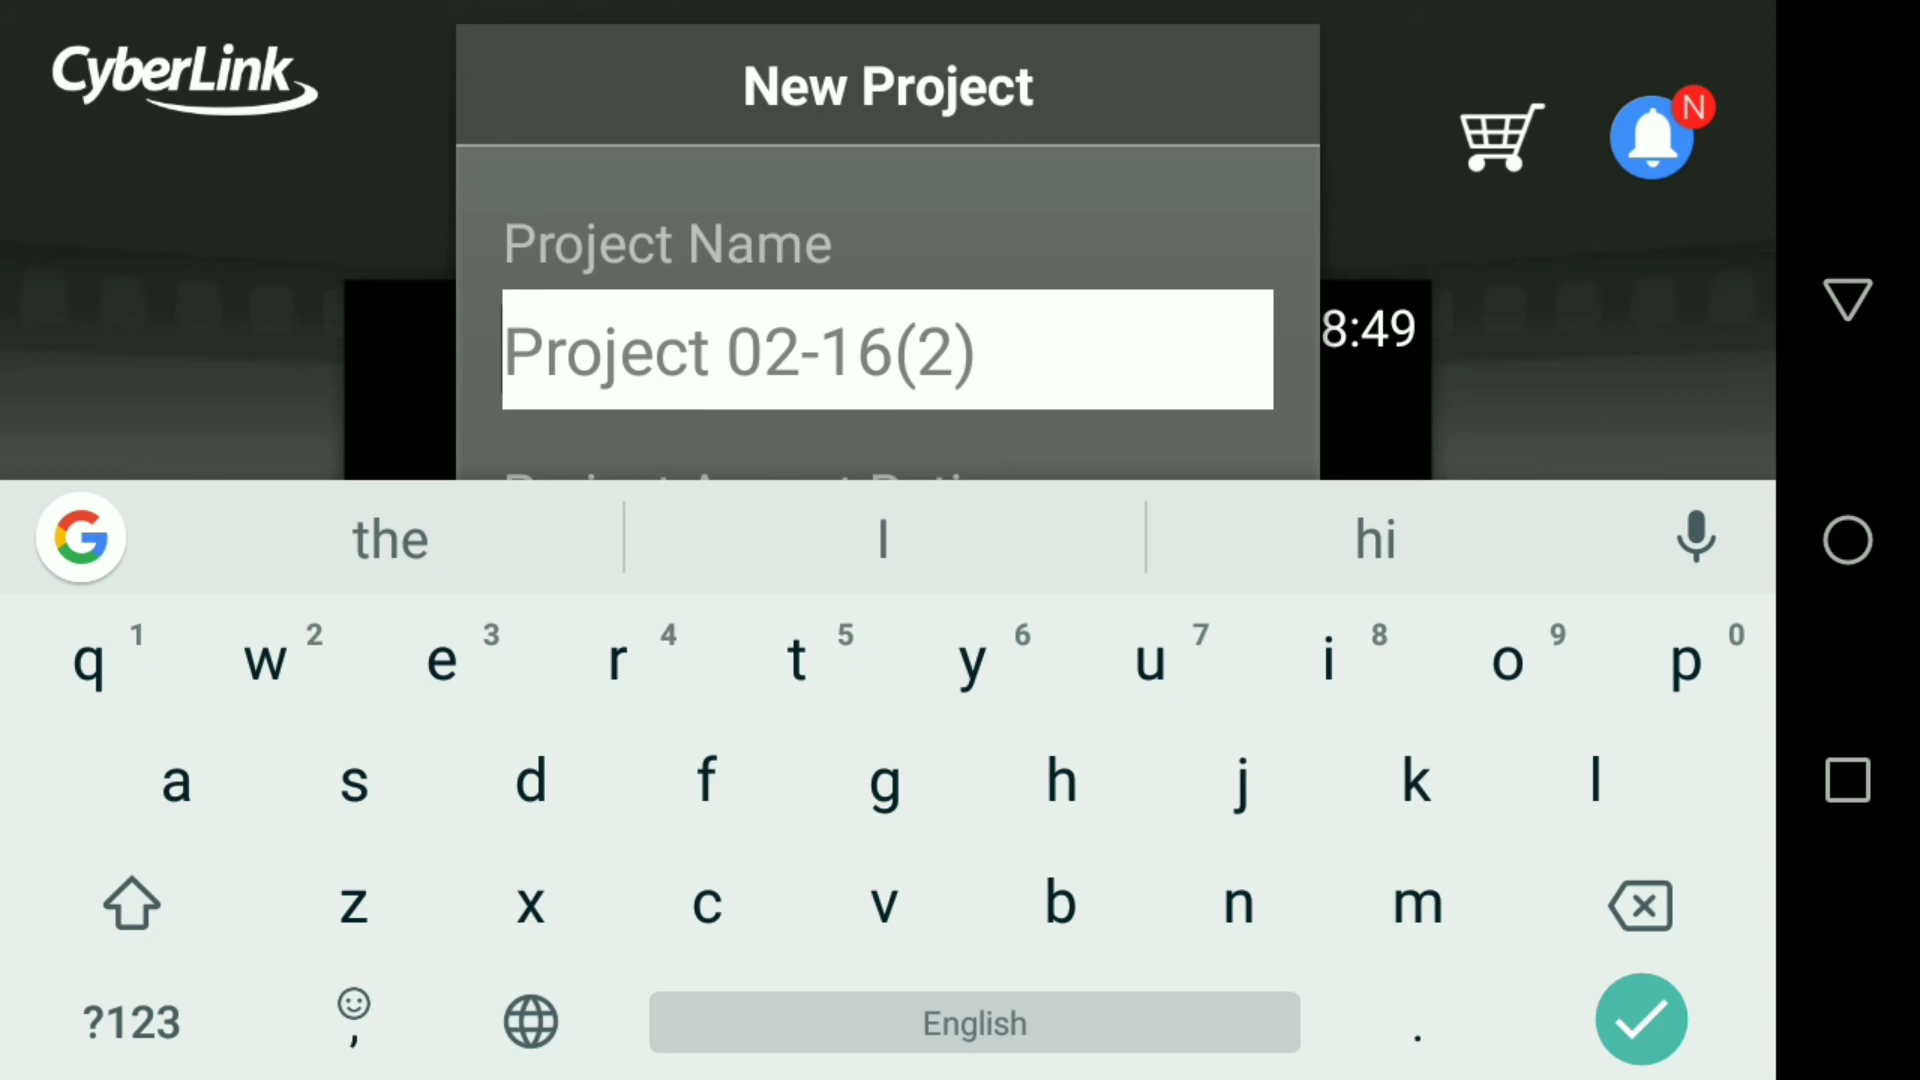 CyberLink
New Project
N
Project Name
Project 02-16(2)
8:49
the I hi
q 1 w 2 e 3 r 4 t 5 y 6 u 7 i 8 o 9 p 0
a s d f g h j k l
z x c v b n m
?123 , English .